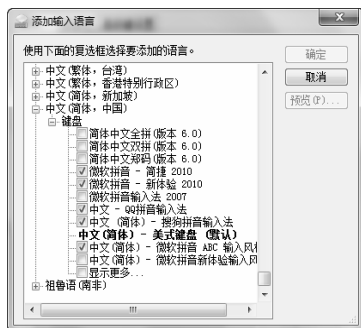 添加输入语言
使用下面的复选框选择要添加的语言。
中文(繁体，台湾)
中文(繁体，香港特别行政区)
中文(简体，新加坡)
中文(简体，中国)
键盘
简体中文全拼(版本 6.0)
简体中文双拼(版本 6.0)
简体中文郑码(版本 6.0)
微软拼音 - 简捷 2010
微软拼音 - 新体验 2010
微软拼音输入法 2007
中文 - QQ拼音输入法
中文 (简体) - 搜狗拼音输入法
中文(简体) - 美式键盘 (默认)
中文(简体) - 微软拼音 ABC 输入风
中文(简体) - 微软拼音新体验输入风
显示更多...
祖鲁语(南非)
确定
取消
预览(P)...